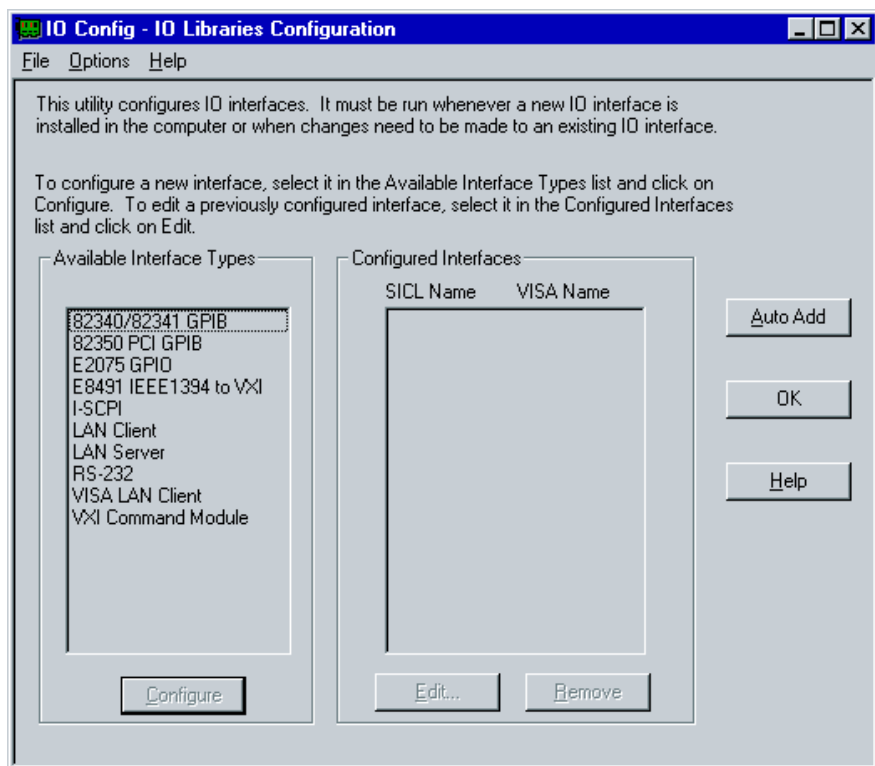 IO Config - IO Libraries Configuration
File Options Help
This utility configures IO interfaces. It must be run whenever a new IO interface is
installed in the computer or when changes need to be made to an existing IO interface.
To configure a new interface, select it in the Available Interface Types list and click on
Configure. To edit a previously configured interface, select it in the Configured Interfaces
list and click on Edit.
Available Interface Types
82340/82341 GPIB
82350 PCI GPIB
E2075 GPIO
E8491 IEEE1394 to VXI
I-SCPI
LAN Client
LAN Server
RS-232
VISA LAN Client
VXI Command Module
Configure
Configured Interfaces
SICL Name VISA Name
Edit... Remove
Auto Add
OK
Help